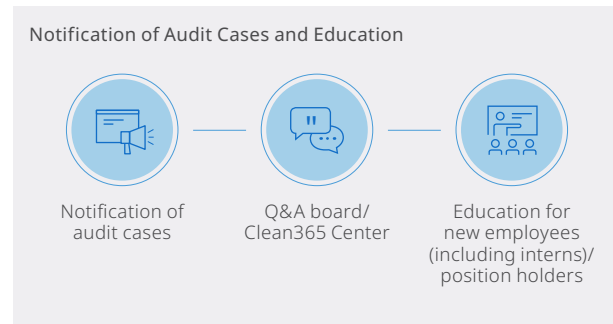 Notification of Audit Cases and Education
Notification of
audit cases
Q&A board/
Clean365 Center
Education for
new employees
(including interns)/
position holders